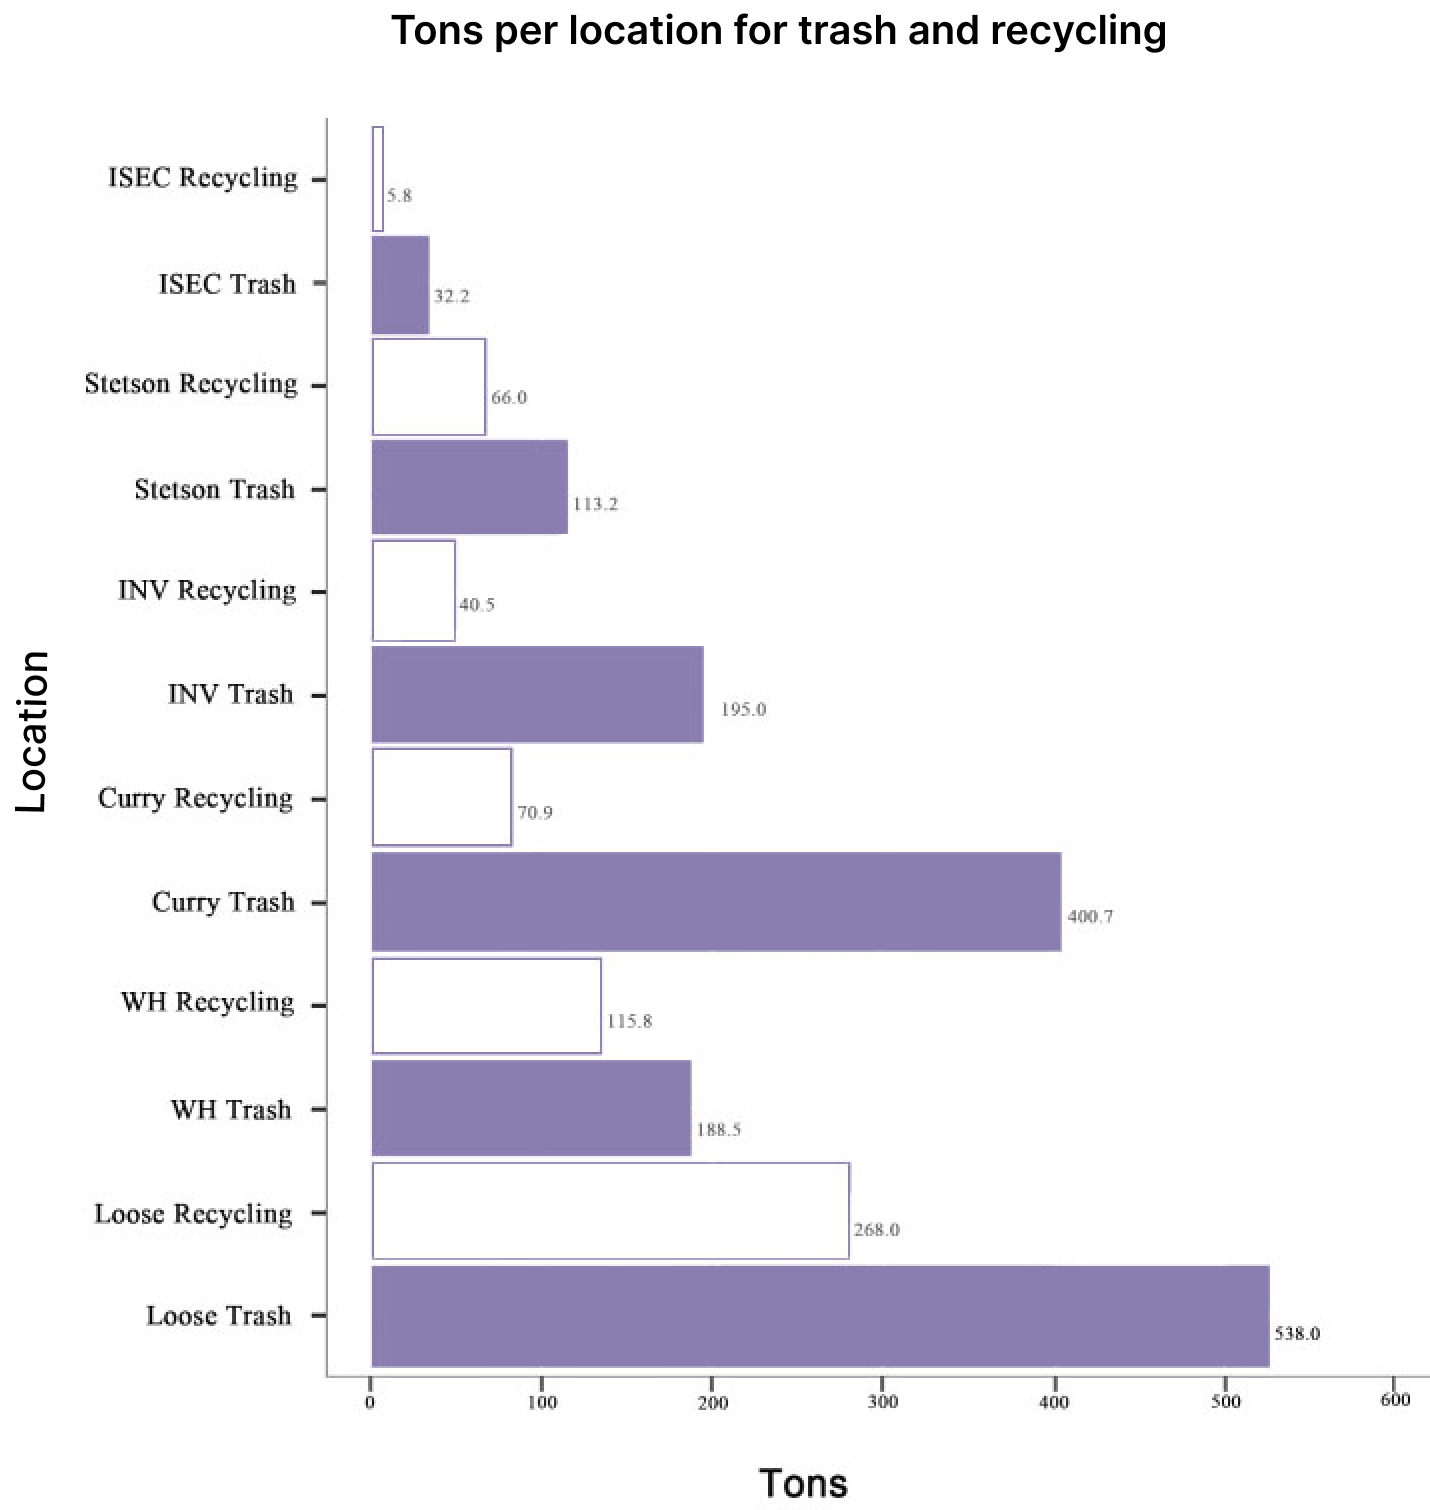 Tons per location for trash and recycling
ISEC Recycling
5.8
ISEC Trash
32.2
Stetson Recycling
66.0
Stetson Trash
113.2
INV Recycling
40.5
INV Trash
195.0
Curry Recycling
70.9
Curry Trash
400.7
WH Recycling
115.8
WH Trash
188.5
Loose Recycling
268.0
Loose Trash
538.0
Location
0 100 200 300 400 500 600
Tons